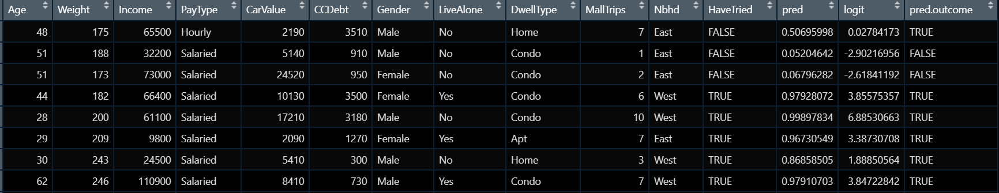 Age Weight Income PayType CarValue CCDebt Gender LiveAlone DwellType MallTrips Nbhd HaveTried pred logit pred.outcome
48 175 65500 Hourly 2190 3510 Male No Home 7 East FALSE 0.50695998 0.02784173 TRUE
51 188 32200 Salaried 5140 910 Male No Condo 1 East FALSE 0.05204642 -2.90216956 FALSE
51 173 73000 Salaried 24520 950 Female No Condo 2 East FALSE 0.06796282 -2.61841192 FALSE
44 182 66400 Salaried 10130 3500 Female Yes Condo 6 West TRUE 0.97928072 3.85575357 TRUE
28 200 61100 Salaried 17210 3180 Male No Condo 10 West TRUE 0.99897834 6.88530663 TRUE
29 209 9800 Salaried 2090 1270 Female Yes Apt 7 East TRUE 0.96730549 3.38730708 TRUE
30 243 24500 Salaried 5410 300 Male No Home 3 West TRUE 0.86858505 1.88850564 TRUE
62 246 110900 Salaried 8410 730 Male Yes Condo 7 West TRUE 0.97910703 3.84722842 TRUE